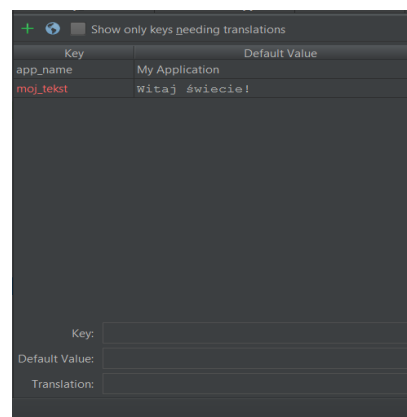 Show only keys needing translations
Key Default Value
app_name My Application
moj_tekst Witaj świecie!
Key:
Default Value:
Translation: